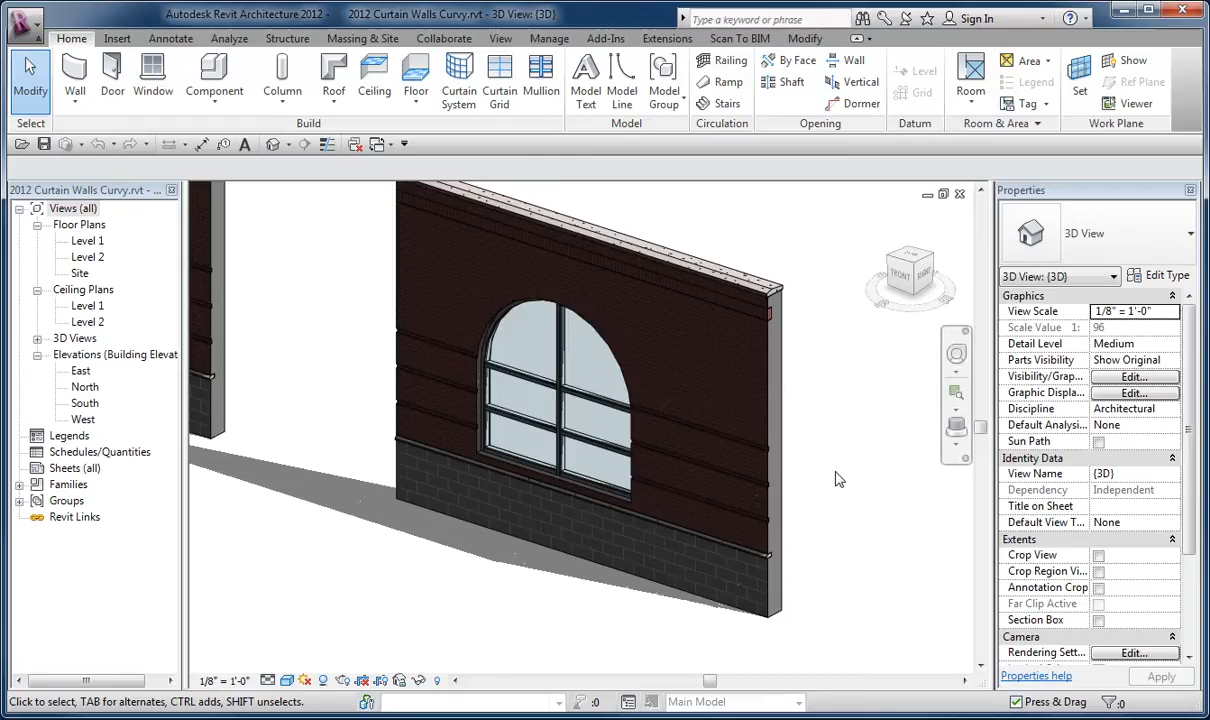 Autodesk Revit Architecture 2012 - 2012 Curtain Walls Curvy.rvt - 3D View: {3D}
Type a keyword or phrase
Sign In
Home Insert Annotate Analyze Structure Massing & Site Collaborate View Manage Add-Ins Extensions Scan To BIM Modify
Modify Wall Door Window Component Column Roof Ceiling Floor Curtain System Curtain Grid Mullion Model Text Model Line Model Group
Railing By Face Wall
Ramp Shaft Vertical
Stairs Dormer
Level
Grid
Room
Area
Legend
Tag
Set
Show
Ref Plane
Viewer
Select Build Model Circulation Opening Datum Room & Area Work Plane
2012 Curtain Walls Curvy.rvt - ...
Views (all)
Floor Plans
Level 1
Level 2
Site
Ceiling Plans
Level 1
Level 2
3D Views
Elevations (Building Elevat
East
North
South
West
Legends
Schedules/Quantities
Sheets (all)
Families
Groups
Revit Links
FRONT RIGHT
Properties
3D View
3D View: {3D} Edit Type
Graphics
View Scale 1/8" = 1'-0"
Scale Value 1: 96
Detail Level Medium
Parts Visibility Show Original
Visibility/Grap... Edit...
Graphic Displa... Edit...
Discipline Architectural
Default Analysi... None
Sun Path
Identity Data
View Name {3D}
Dependency Independent
Title on Sheet
Default View T... None
Extents
Crop View
Crop Region Vi...
Annotation Crop
Far Clip Active
Section Box
Camera
Rendering Sett... Edit...
Properties help Apply
1/8" = 1'-0"
Click to select, TAB for alternates, CTRL adds, SHIFT unselects. :0 Main Model Press & Drag :0